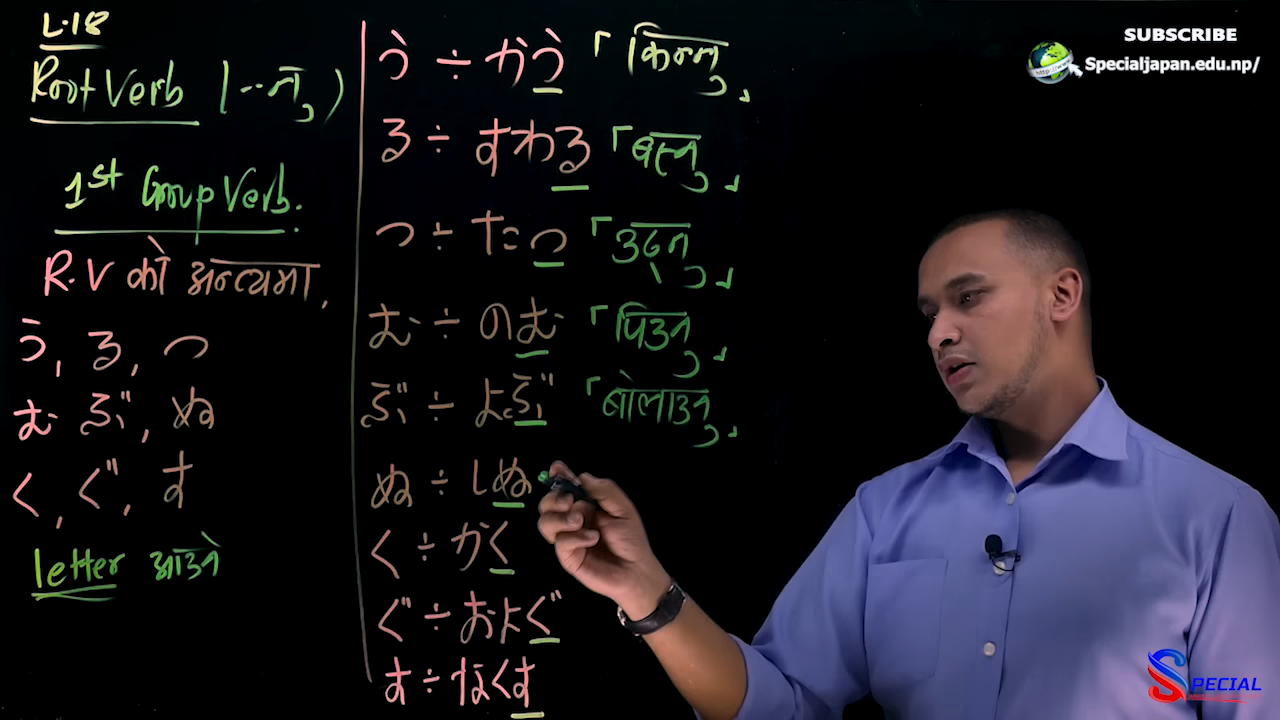 L.18
Root Verb (--नु)
1st Group Verb.
R.V को अन्त्यमा,
う, る, つ
む ぶ, ぬ
く, ぐ, す
letter आउने
う ÷ かう 「किन्नु」
る ÷ すわる 「बस्नु」
つ ÷ たつ 「उठ्नु」
む ÷ のむ 「पिउनु」
ぶ ÷ よぶ 「बोलाउनु」
ぬ ÷ しぬ
く ÷ かく
ぐ ÷ およぐ
す ÷ なくす
SUBSCRIBE
http://w
Specialjapan.edu.np/
SPECIAL